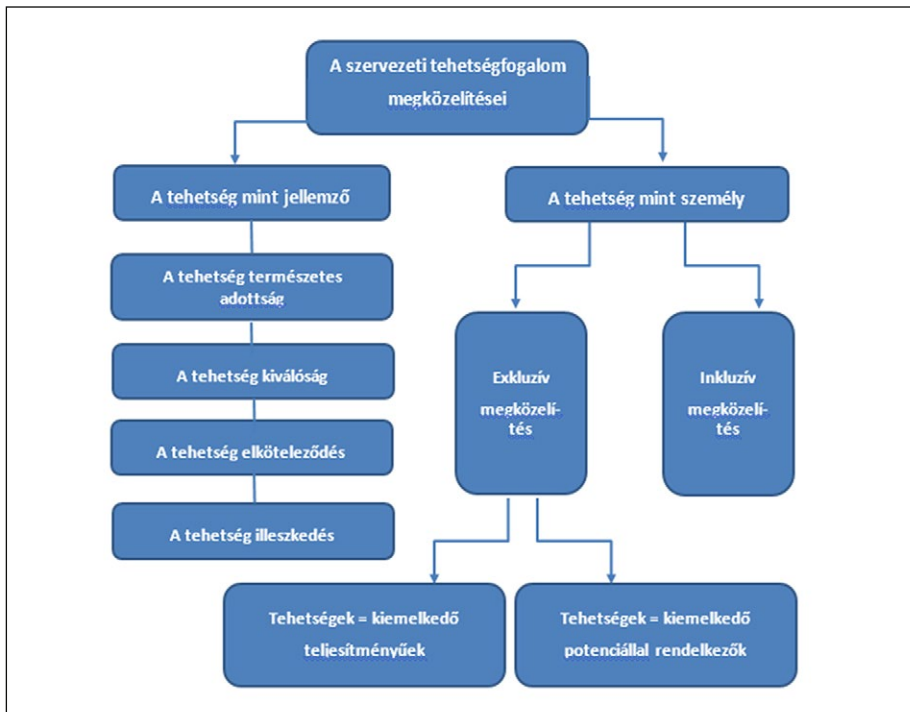 A szervezeti tehetségfogalom
megközelítései
A tehetség mint jellemző
A tehetség mint személy
A tehetség természetes
adottság
A tehetség kiválóság
A tehetség elköteleződés
A tehetség illeszkedés
Exkluzív
megközelí-
tés
Inkluzív
megközelí-
tés
Tehetségek = kiemelkedő
teljesítményűek
Tehetségek = kiemelkedő
potenciállal rendelkezők